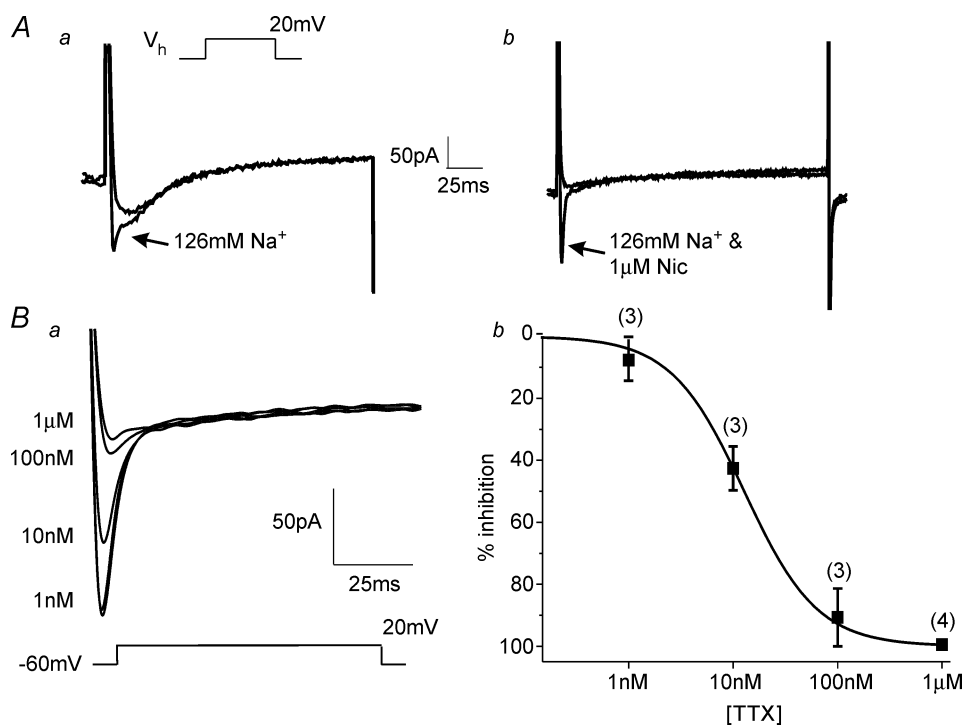 A
a
V_h
20mV
126mM Na⁺
50pA
25ms
b
126mM Na⁺ &
1µM Nic
B
a
1µM
100nM
10nM
1nM
50pA
25ms
20mV
-60mV
b
% inhibition
0
20
40
60
80
100
(3)
(3)
(3)
(4)
1nM
10nM
100nM
1µM
[TTX]